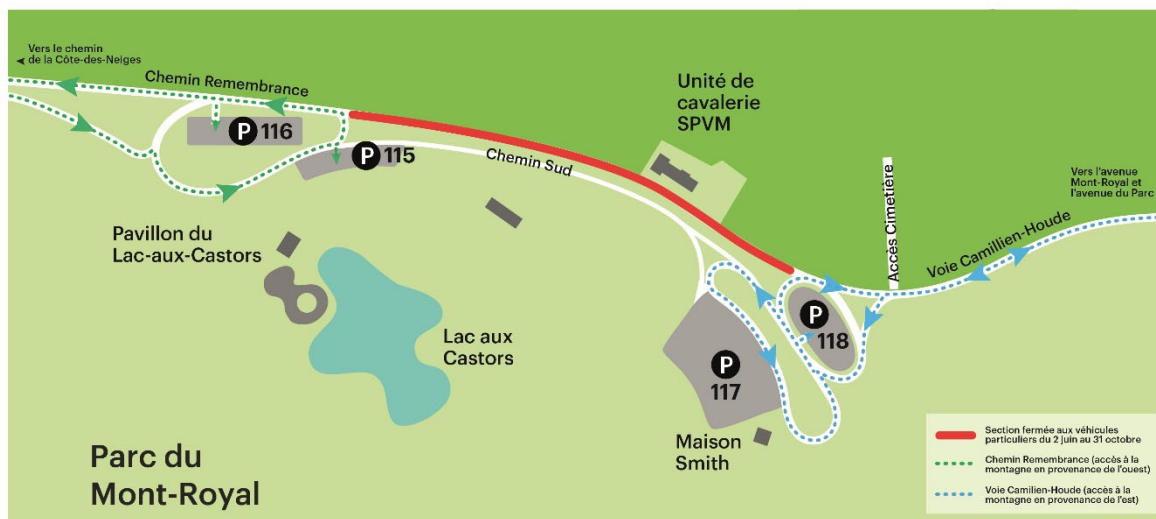 Vers le chemin
de la Côte-des-Neiges
Chemin Remembrance
P 116
P 115
Chemin Sud
Unité de
cavalerie
SPVM
Accès Cimetière
Vers l'avenue
Mont-Royal et
l'avenue du Parc
Voie Camillien-Houde
Pavillon du
Lac-aux-Castors
Lac aux
Castors
P
118
P
117
Maison
Smith
Parc du
Mont-Royal
Section fermée aux véhicules
particuliers du 2 juin au 31 octobre
Chemin Remembrance (accès à la
montagne en provenance de l'ouest)
Voie Camilien-Houde (accès à
la montagne en provenance de l'est)